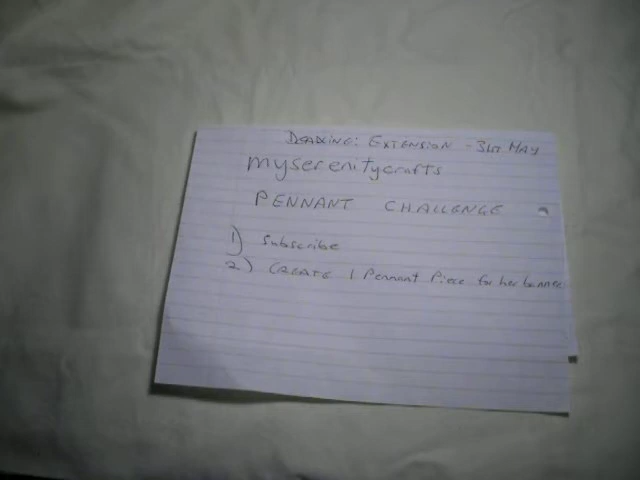 DEADLINE: EXTENSION - 31st MAY
myserenitycrafts
PENNANT CHALLENGE
1) Subscribe
2) CREATE 1 Pennant Piece for her banner